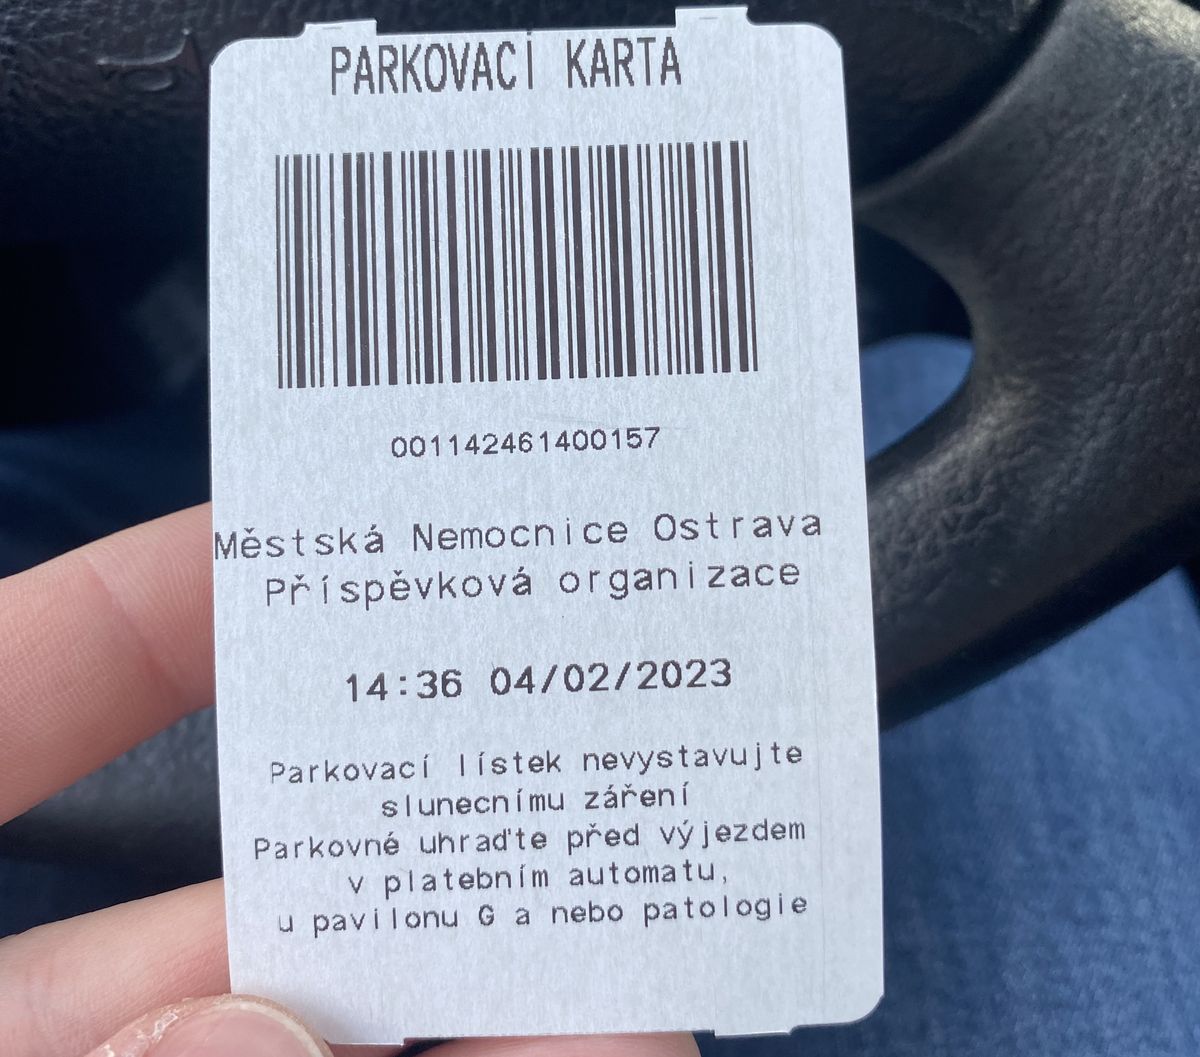 PARKOVACÍ KARTA
001142461400157
Městská Nemocnice Ostrava
Příspěvková organizace
14:36 04/02/2023
Parkovací lístek nevystavujte
slunecnímu záření
Parkovné uhraďte před výjezdem
v platebním automatu,
u pavilonu G a nebo patologie